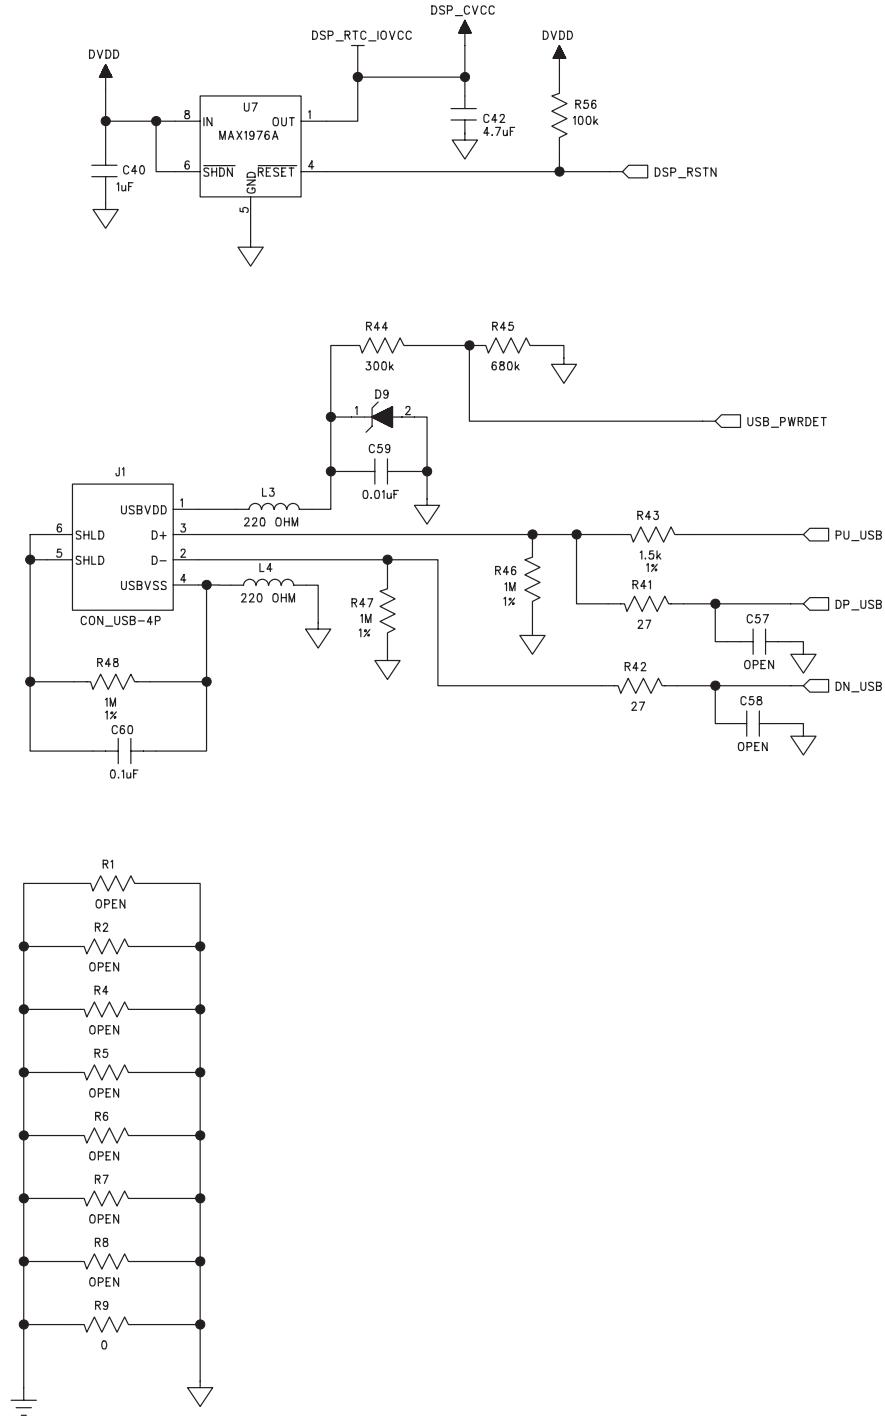 DSP_CVCC
DSP_RTC_IOVCC
DVDD
DVDD
U7
8
IN
OUT
1
MAX1976A
C42
4.7uF
R56
100k
C40
1uF
6
SHDN
GND
RESET
4
DSP_RSTN
5
R44
300k
R45
680k
D9
1
2
USB_PWRDET
C59
0.01uF
J1
USBVDD
1
L3
220 OHM
6
SHLD
D+
3
R43
1.5k
1%
PU_USB
5
SHLD
D-
2
USBVSS
4
L4
220 OHM
CON_USB-4P
R46
1M
1%
R47
1M
1%
R41
27
DP_USB
C57
OPEN
R48
1M
1%
R42
27
DN_USB
C58
OPEN
C60
0.1uF
R1
OPEN
R2
OPEN
R4
OPEN
R5
OPEN
R6
OPEN
R7
OPEN
R8
OPEN
R9
0